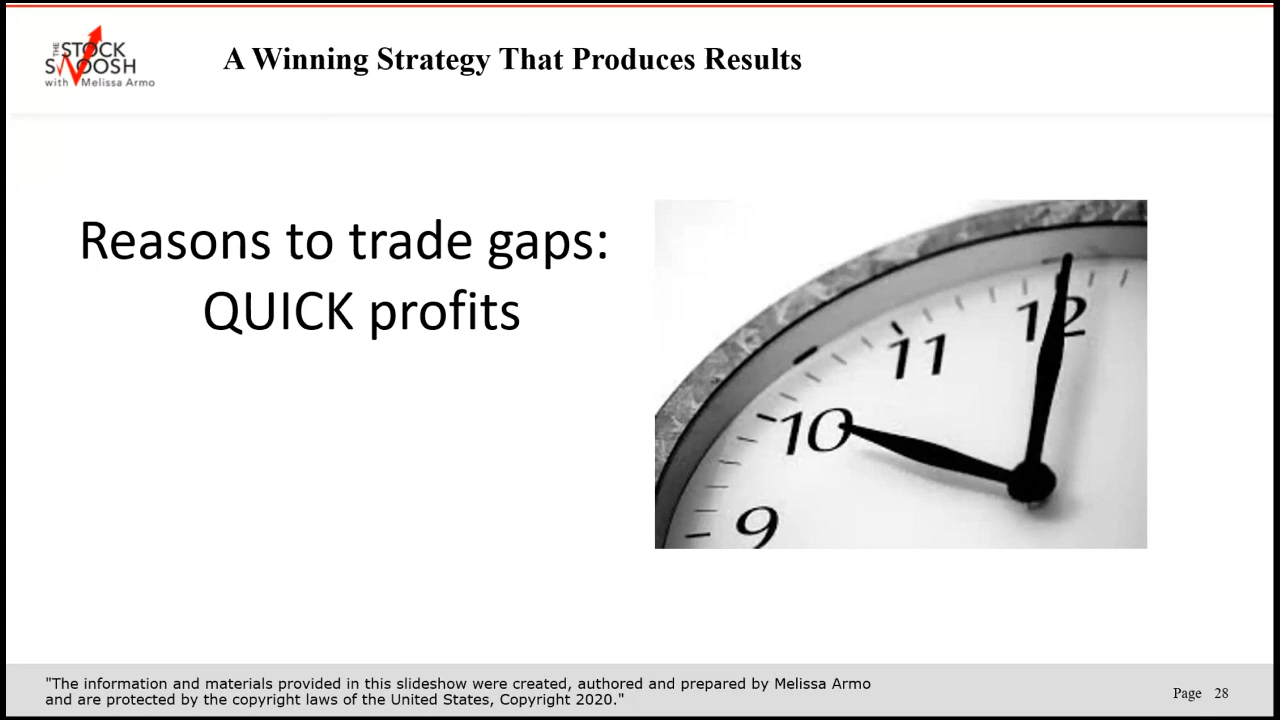 THE STOCK
SWOOSH
with Melissa Armo
A Winning Strategy That Produces Results
Reasons to trade gaps:
QUICK profits
12
11
10
9
"The information and materials provided in this slideshow were created, authored and prepared by Melissa Armo
and are protected by the copyright laws of the United States, Copyright 2020."
Page 28